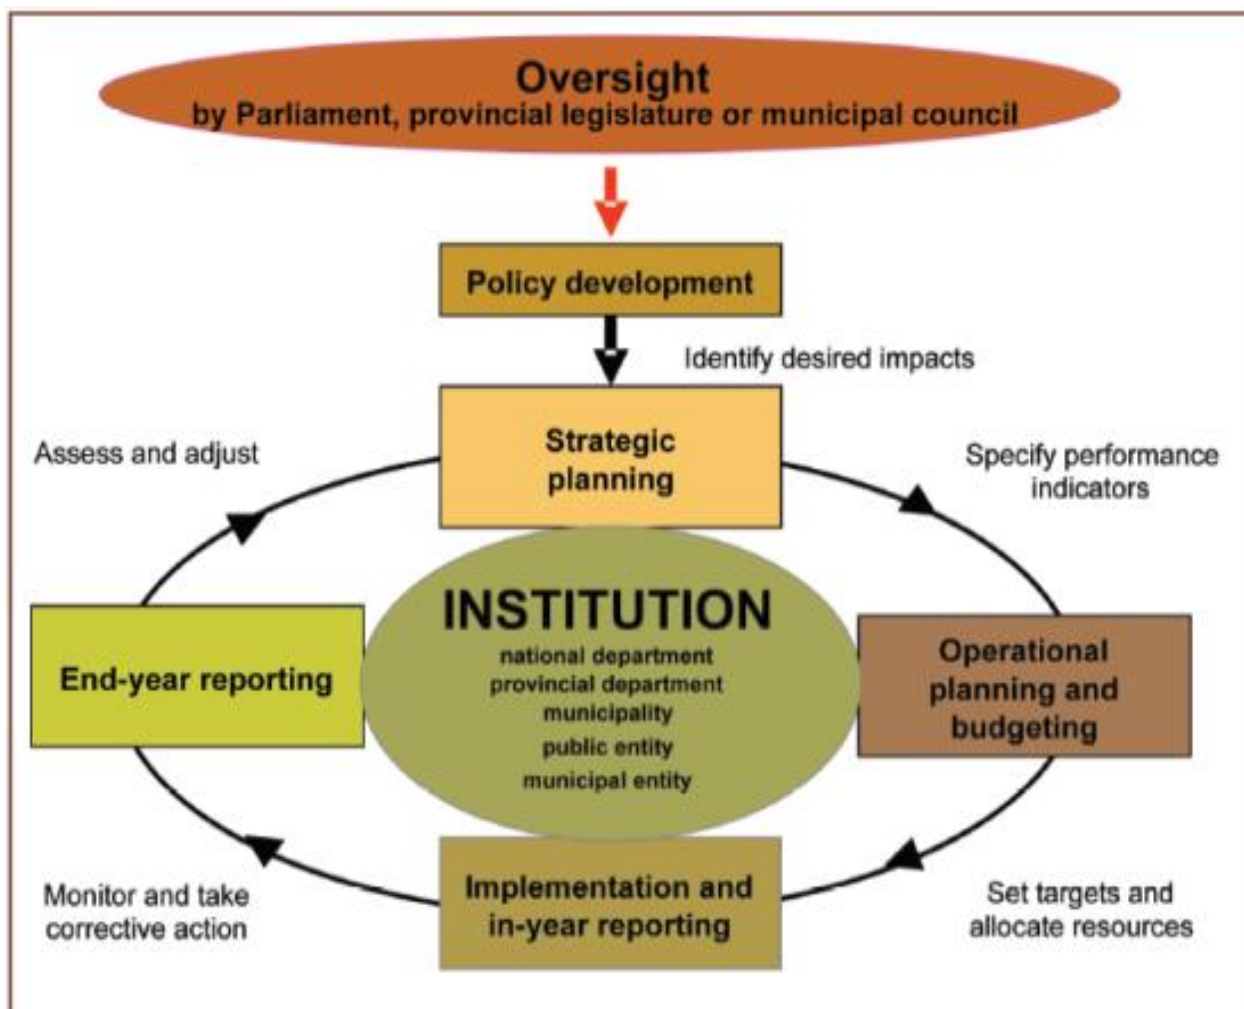 Oversight
by Parliament, provincial legislature or municipal council
Policy development
Identify desired impacts
Strategic
planning
Assess and adjust
Specify performance
indicators
INSTITUTION
national department
provincial department
municipality
public entity
municipal entity
End-year reporting
Operational
planning and
budgeting
Implementation and
in-year reporting
Monitor and take
corrective action
Set targets and
allocate resources